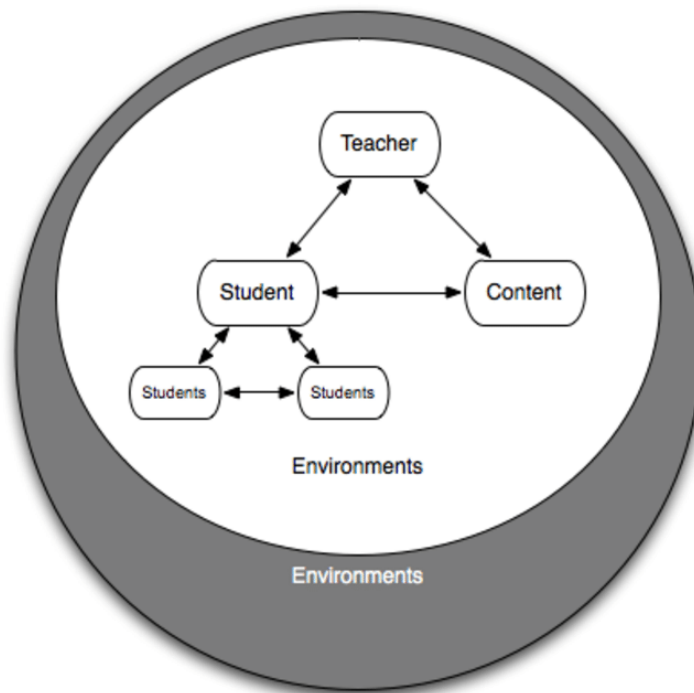 Teacher
Student
Content
Students
Students
Environments
Environments